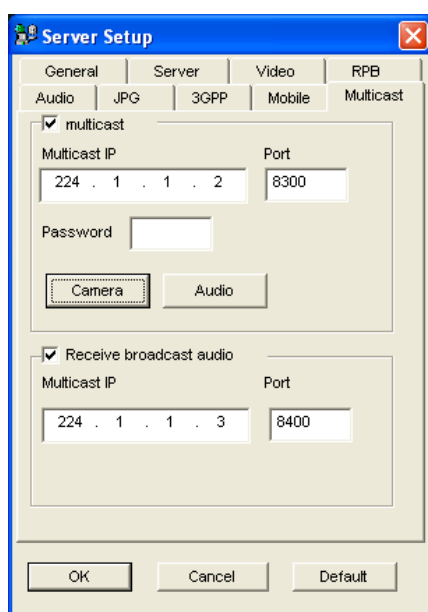 Server Setup
General Server Video RPB
Audio JPG 3GPP Mobile Multicast
multicast
Multicast IP Port
224 . 1 . 1 . 2 8300
Password
Camera Audio
Receive broadcast audio
Multicast IP Port
224 . 1 . 1 . 3 8400
OK Cancel Default